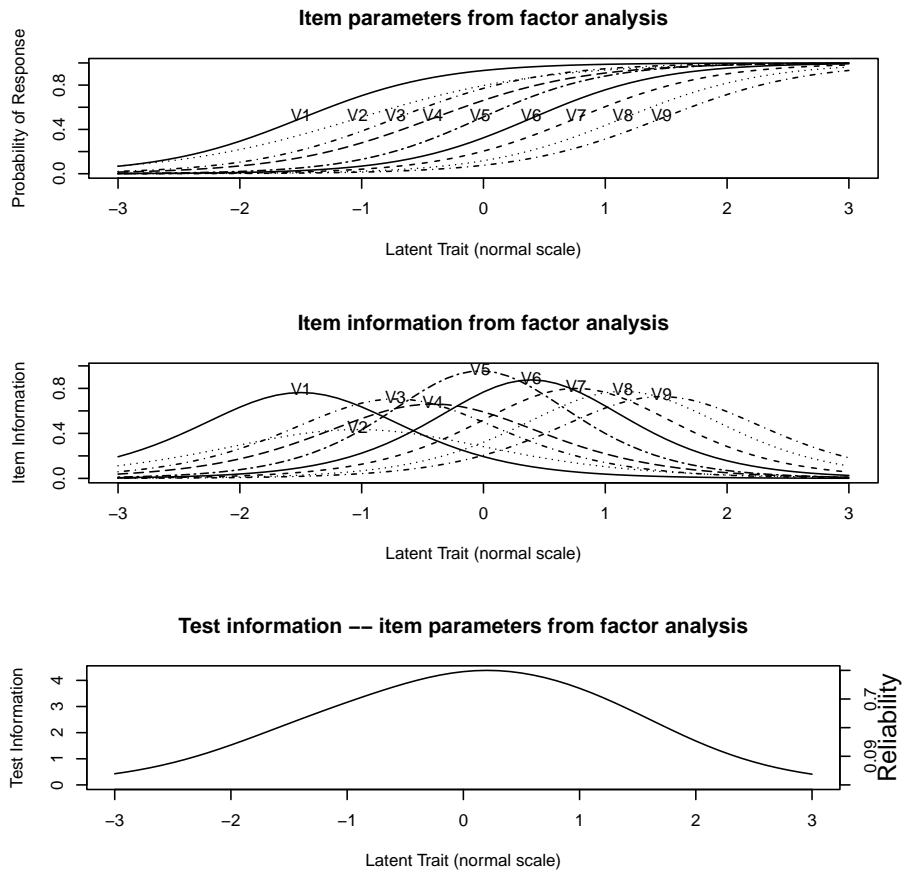 Item parameters from factor analysis
Probability of Response
0.0 0.4 0.8
V1 V2 V3 V4 V5 V6 V7 V8 V9
−3 −2 −1 0 1 2 3
Latent Trait (normal scale)
Item information from factor analysis
Item Information
0.0 0.4 0.8
V1 V2 V3 V4 V5 V6 V7 V8 V9
−3 −2 −1 0 1 2 3
Latent Trait (normal scale)
Test information −− item parameters from factor analysis
Test Information
0 1 2 3 4
0.09 0.7
Reliability
−3 −2 −1 0 1 2 3
Latent Trait (normal scale)